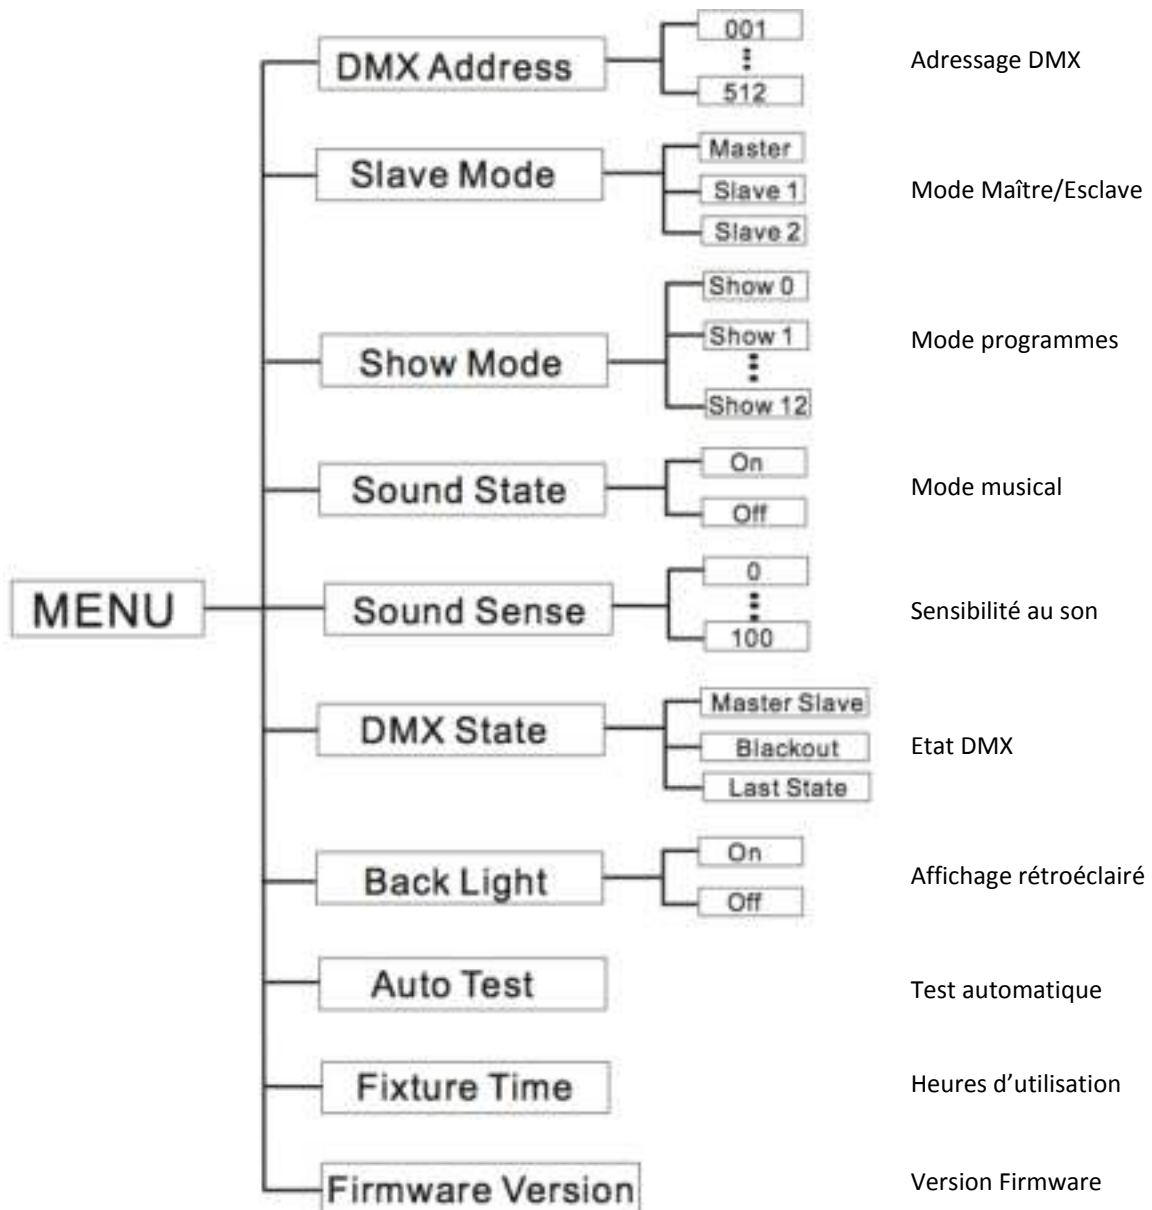 001
DMX Address
Adressage DMX
512
Master
Slave Mode
Slave 1
Mode Maître/Esclave
Slave 2
Show 0
Show 1
Mode programmes
Show Mode
Show 12
On
Sound State
Mode musical
Off
0
MENU
Sound Sense
Sensibilité au son
100
Master Slave
DMX State
Blackout
Etat DMX
Last State
On
Back Light
Affichage rétroéclairé
Off
Auto Test
Test automatique
Fixture Time
Heures d’utilisation
Firmware Version
Version Firmware